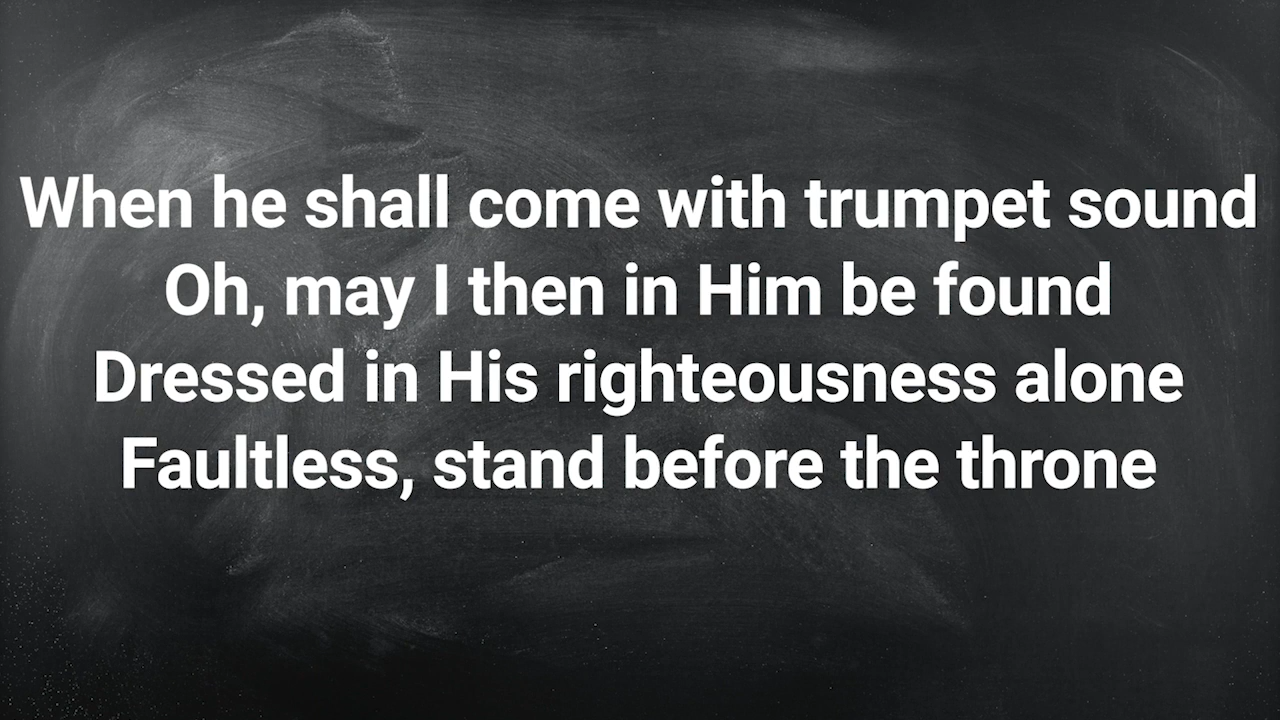 When he shall come with trumpet sound
Oh, may I then in Him be found
Dressed in His righteousness alone
Faultless, stand before the throne